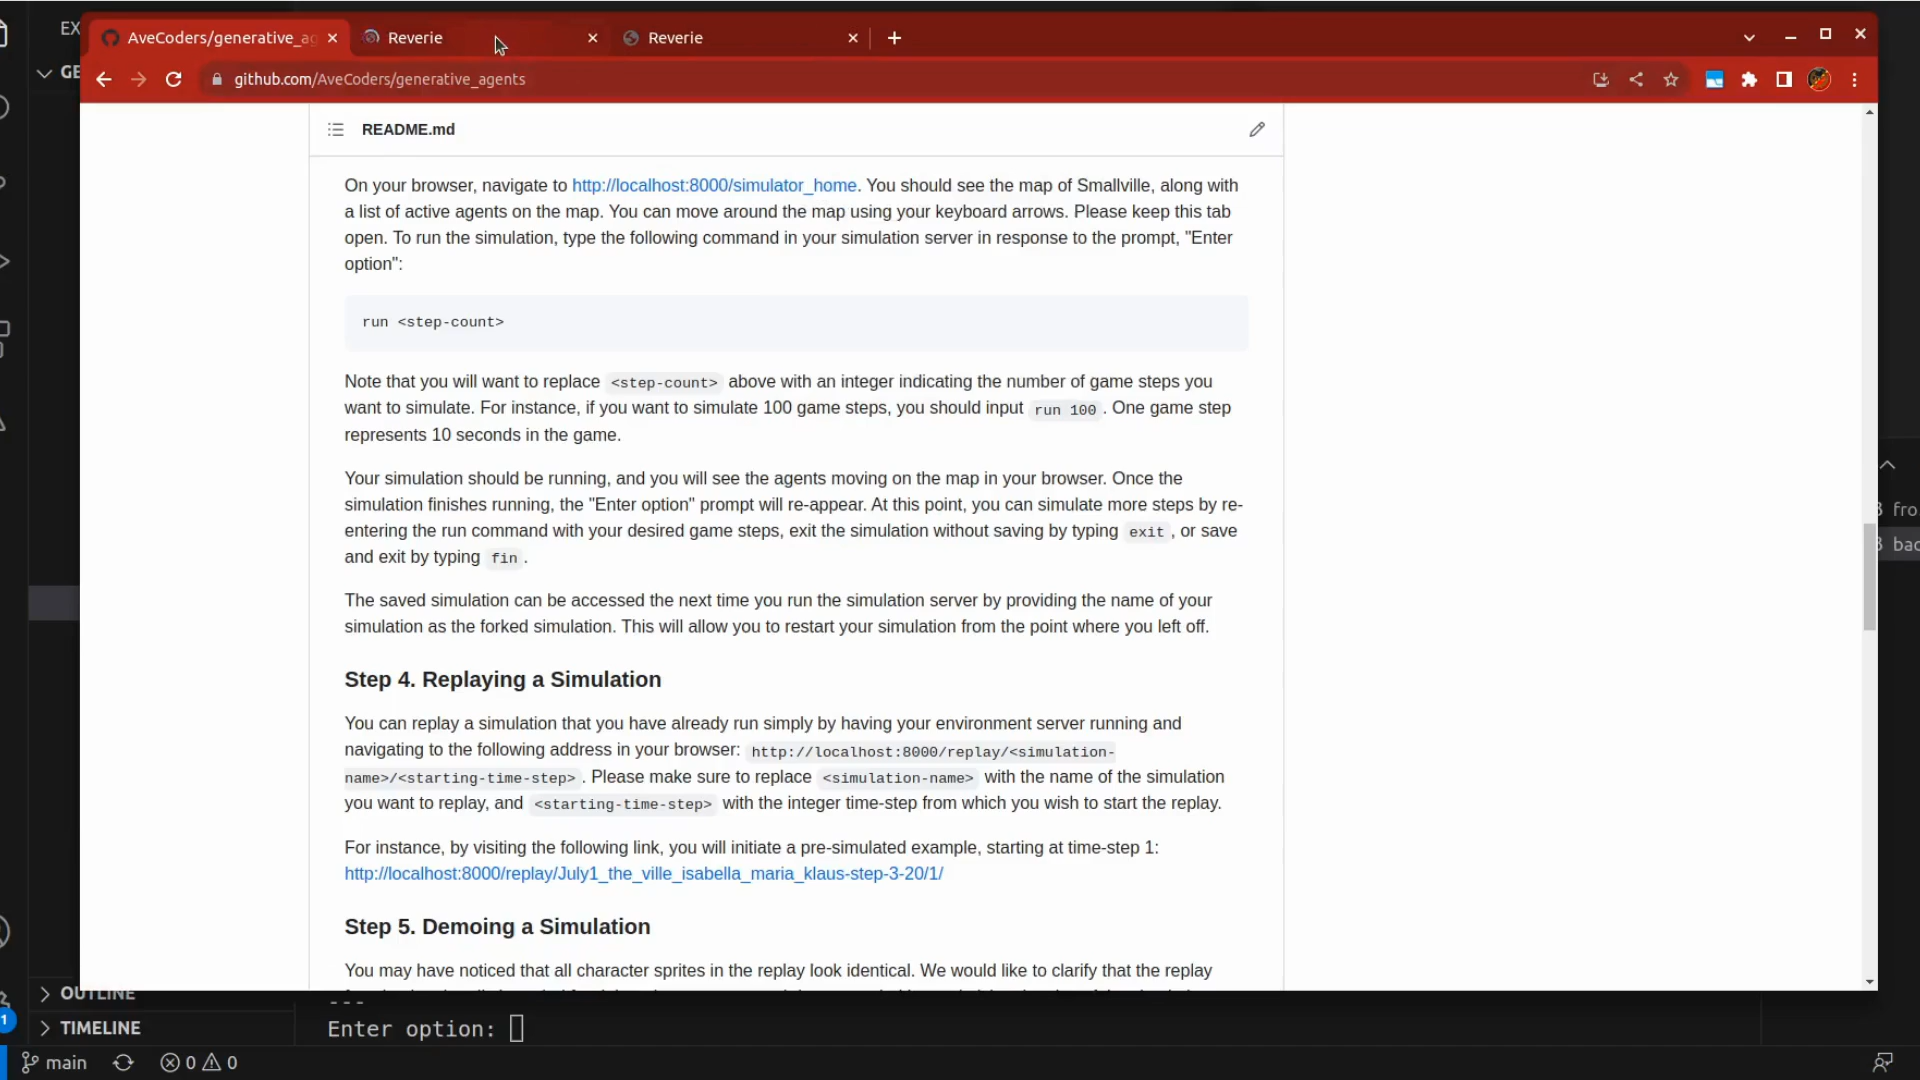 EX
AveCoders/generative_ag
Reverie
Reverie
GE
github.com/AveCoders/generative_agents
README.md
On your browser, navigate to http://localhost:8000/simulator_home. You should see the map of Smallville, along with
a list of active agents on the map. You can move around the map using your keyboard arrows. Please keep this tab
open. To run the simulation, type the following command in your simulation server in response to the prompt, "Enter
option":
run <step-count>
Note that you will want to replace <step-count> above with an integer indicating the number of game steps you
want to simulate. For instance, if you want to simulate 100 game steps, you should input run 100. One game step
represents 10 seconds in the game.
Your simulation should be running, and you will see the agents moving on the map in your browser. Once the
simulation finishes running, the "Enter option" prompt will re-appear. At this point, you can simulate more steps by re-
entering the run command with your desired game steps, exit the simulation without saving by typing exit, or save
and exit by typing fin.
fro
bac
The saved simulation can be accessed the next time you run the simulation server by providing the name of your
simulation as the forked simulation. This will allow you to restart your simulation from the point where you left off.
Step 4. Replaying a Simulation
You can replay a simulation that you have already run simply by having your environment server running and
navigating to the following address in your browser: http://localhost:8000/replay/<simulation-
name>/<starting-time-step>. Please make sure to replace <simulation-name> with the name of the simulation
you want to replay, and <starting-time-step> with the integer time-step from which you wish to start the replay.
For instance, by visiting the following link, you will initiate a pre-simulated example, starting at time-step 1:
http://localhost:8000/replay/July1_the_ville_isabella_maria_klaus-step-3-20/1/
Step 5. Demoing a Simulation
You may have noticed that all character sprites in the replay look identical. We would like to clarify that the replay
OUTLINE
---
1
TIMELINE
Enter option:
main
0
0